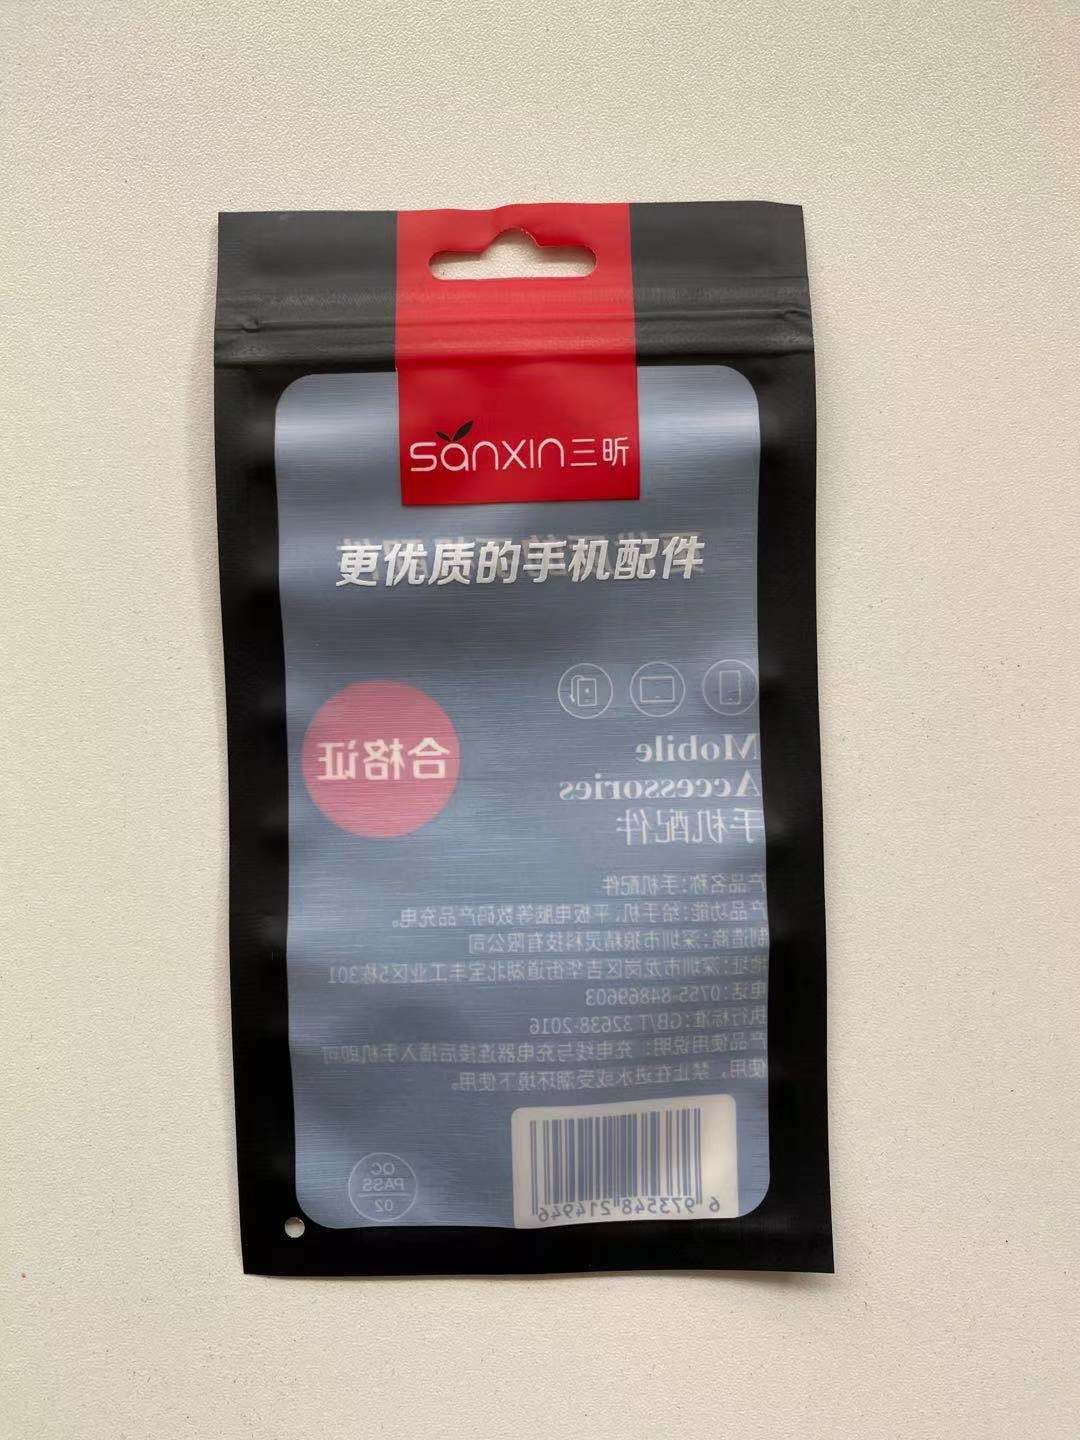 sanxin三昕
更优质的手机配件
合格证
Mobile
Accessories
手机配件
产品名称:手机配件
产品功能:给手机、平板电脑等数码产品充电。
制造商:深圳市狼精灵科技有限公司
地址:深圳市龙岗区吉华街道湖北宝丰工业区5栋301
电话:0755-84869603
执行标准:GB/T 32638-2016
产品使用说明：充电线与充电器连接后插入手机即可
使用，禁止在进水或受潮环境下使用。
QC
PASS
02
6 973548 214946